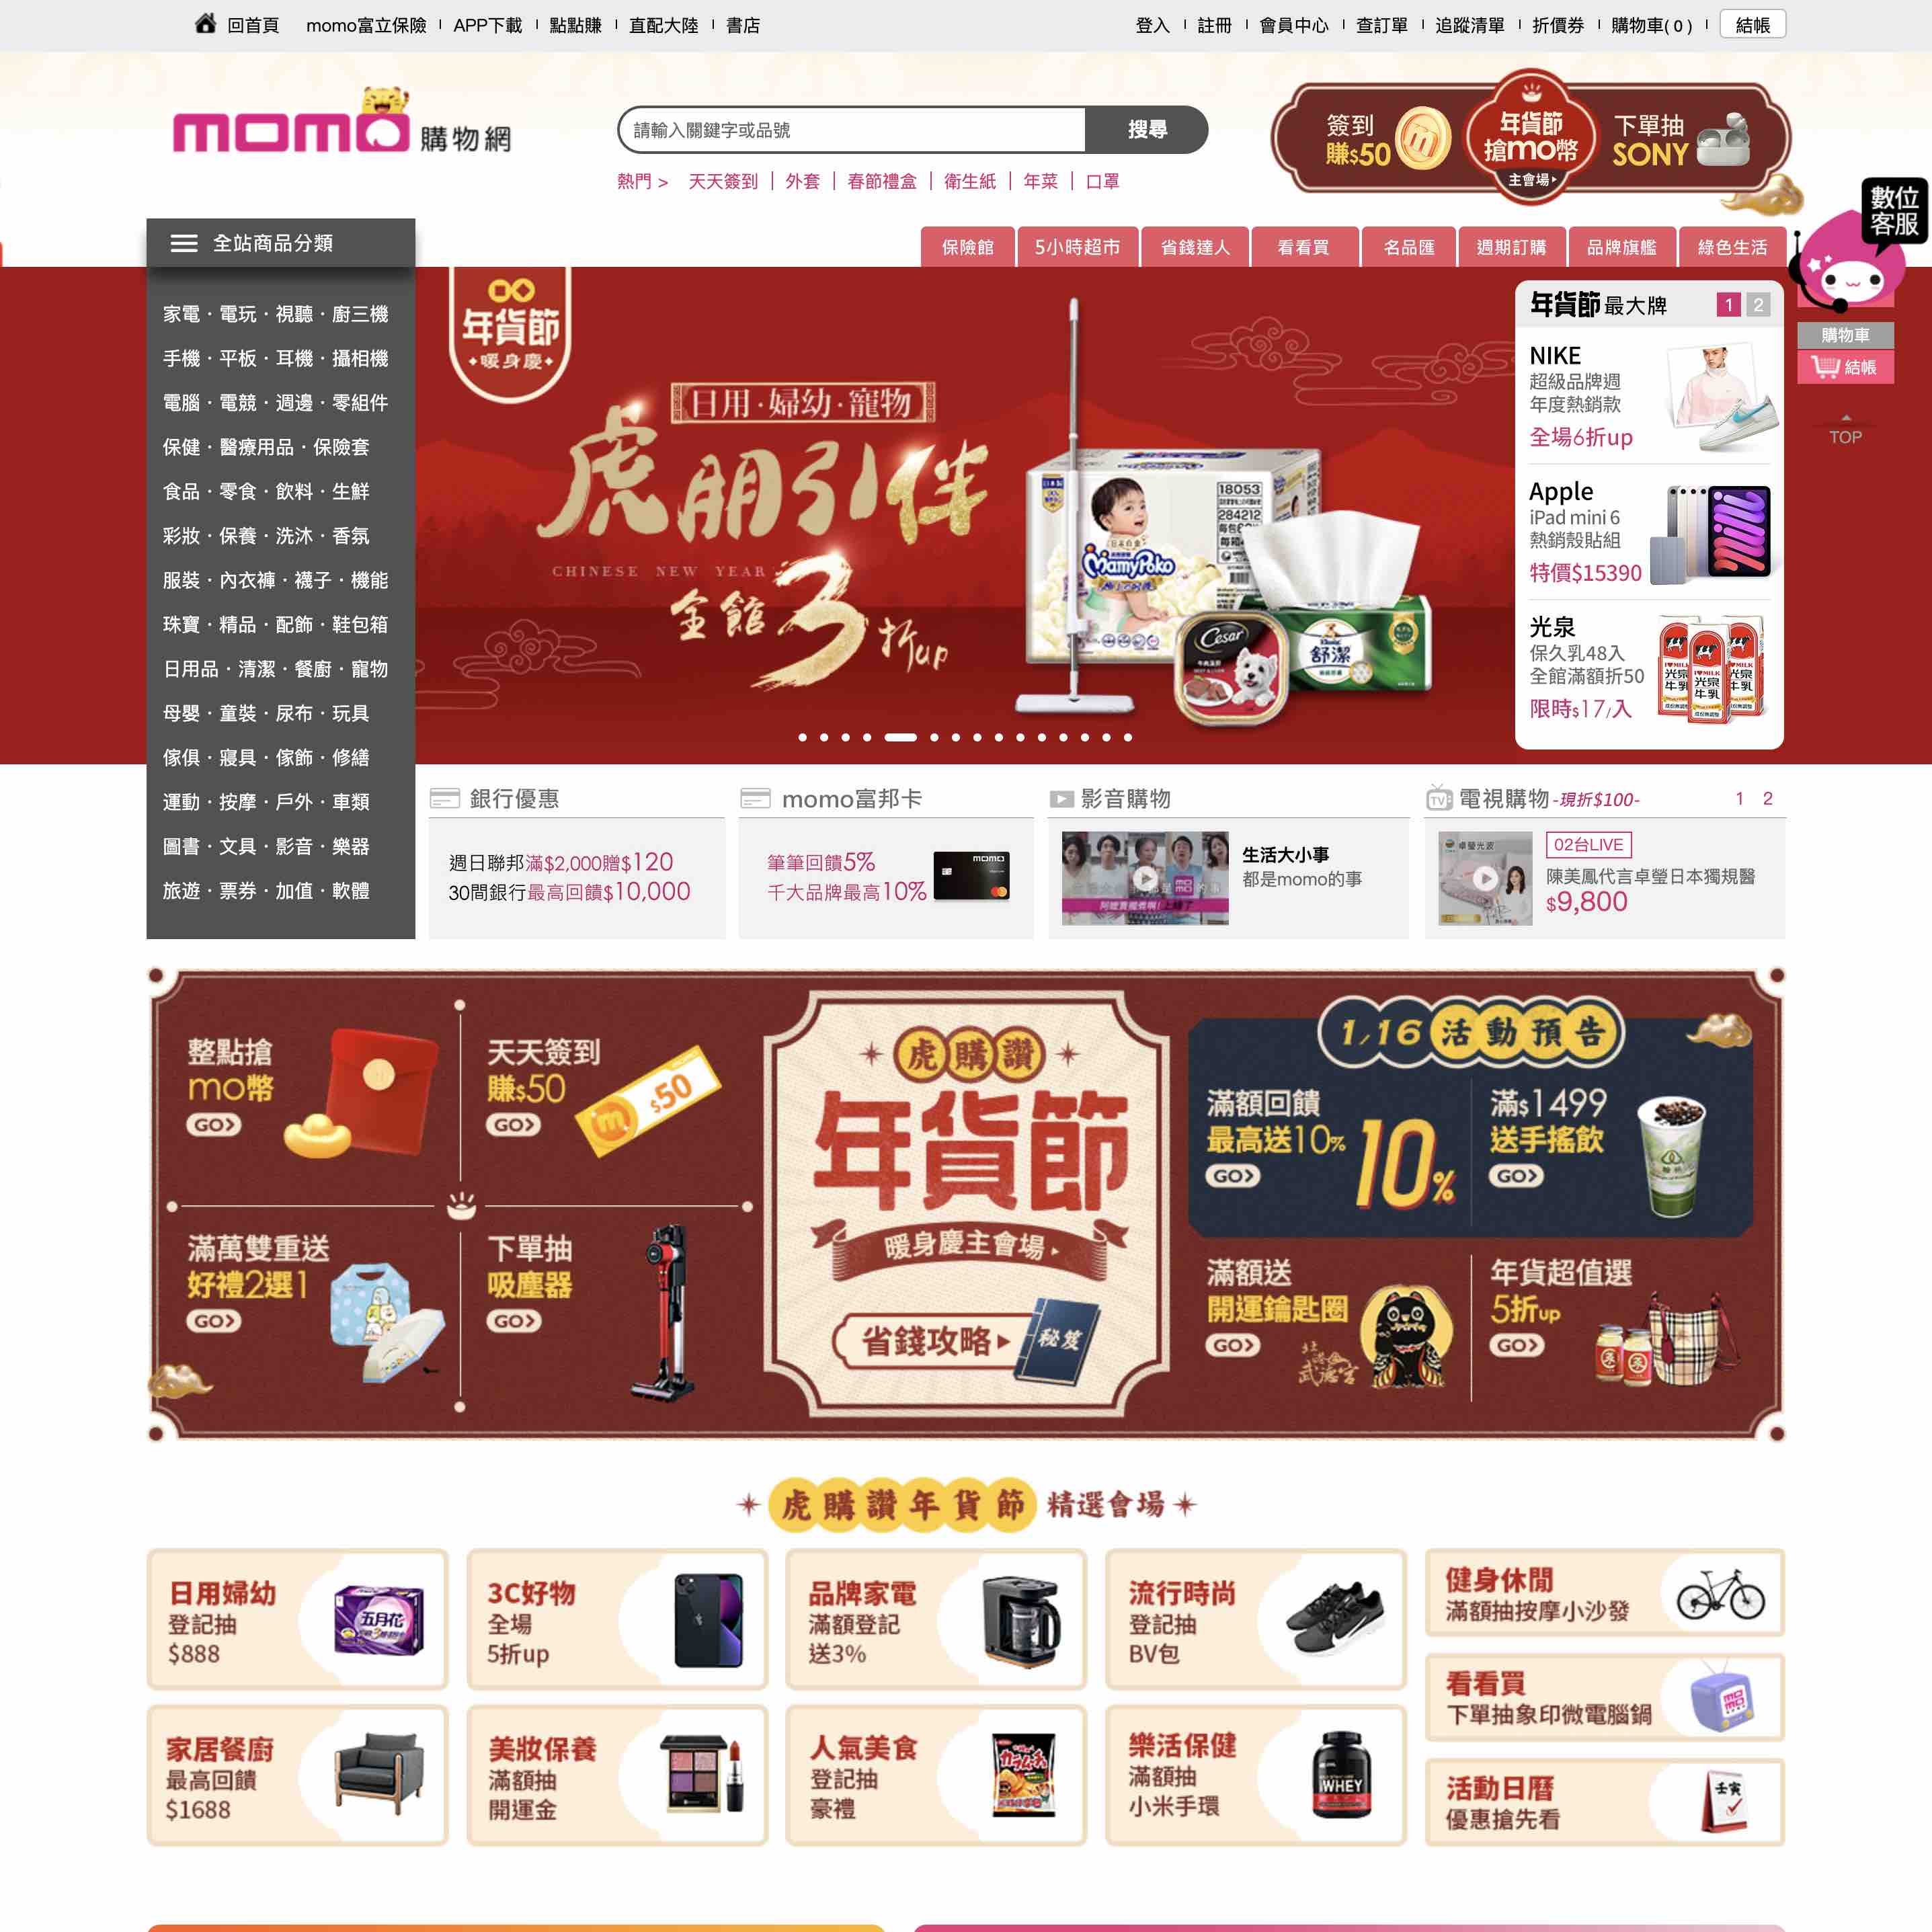 回首頁
momo富立保險
APP下載
點點賺
直配大陸
書店
登入
註冊
會員中心
查訂單
追蹤清單
折價券
購物車( 0 )
結帳
momo購物網
請輸入關鍵字或品號
搜尋
熱門 >
天天簽到
外套
春節禮盒
衛生紙
年菜
口罩
簽到
賺$50
年貨節
搶mo幣
主會場
下單抽
SONY
數位
客服
全站商品分類
保險館
5小時超市
省錢達人
看看買
名品匯
週期訂購
品牌旗艦
綠色生活
家電 · 電玩 · 視聽 · 廚三機
手機 · 平板 · 耳機 · 攝相機
電腦 · 電競 · 週邊 · 零組件
保健 · 醫療用品 · 保險套
食品 · 零食 · 飲料 · 生鮮
彩妝 · 保養 · 洗沐 · 香氛
服裝 · 內衣褲 · 襪子 · 機能
珠寶 · 精品 · 配飾 · 鞋包箱
日用品 · 清潔 · 餐廚 · 寵物
母嬰 · 童裝 · 尿布 · 玩具
傢俱 · 寢具 · 傢飾 · 修繕
運動 · 按摩 · 戶外 · 車類
圖書 · 文具 · 影音 · 樂器
旅遊 · 票券 · 加值 · 軟體
年貨節
暖身慶
日用·婦幼·寵物
虎朋引伴
CHINESE NEW YEAR
全館3折up
MamyPoko
18053
284212
Cesar
舒潔
年貨節最大牌
1 2
NIKE
超級品牌週
年度熱銷款
全場6折up
Apple
iPad mini 6
熱銷殼貼組
特價$15390
光泉
保久乳48入
全館滿額折50
限時$17/入
光泉
牛乳
購物車
結帳
TOP
銀行優惠
週日聯邦滿$2,000贈$120
30間銀行最高回饋$10,000
momo富邦卡
筆筆回饋5%
千大品牌最高10%
momo
影音購物
生活大小事
都是momo的事
電視購物-現折$100-
1 2
卓瑩光波
02台LIVE
陳美鳳代言卓瑩日本獨規醫
$9,800
整點搶
mo幣
GO
天天簽到
賺$50
GO
$50
滿萬雙重送
好禮2選1
GO
下單抽
吸塵器
GO
虎購讚
年貨節
暖身慶主會場
省錢攻略
秘笈
1/16活動預告
滿額回饋
最高送10%
GO
10%
滿$1499
送手搖飲
GO
滿額送
開運鑰匙圈
GO
北港
武德宮
年貨超值選
5折up
GO
虎購讚年貨節 精選會場
日用婦幼
登記抽
$888
五月花
3C好物
全場
5折up
品牌家電
滿額登記
送3%
流行時尚
登記抽
BV包
健身休閒
滿額抽按摩小沙發
看看買
下單抽象印微電腦鍋
家居餐廚
最高回饋
$1688
美妝保養
滿額抽
開運金
人氣美食
登記抽
豪禮
カラムーチョ
樂活保健
滿額抽
小米手環
WHEY
活動日曆
優惠搶先看
壬寅